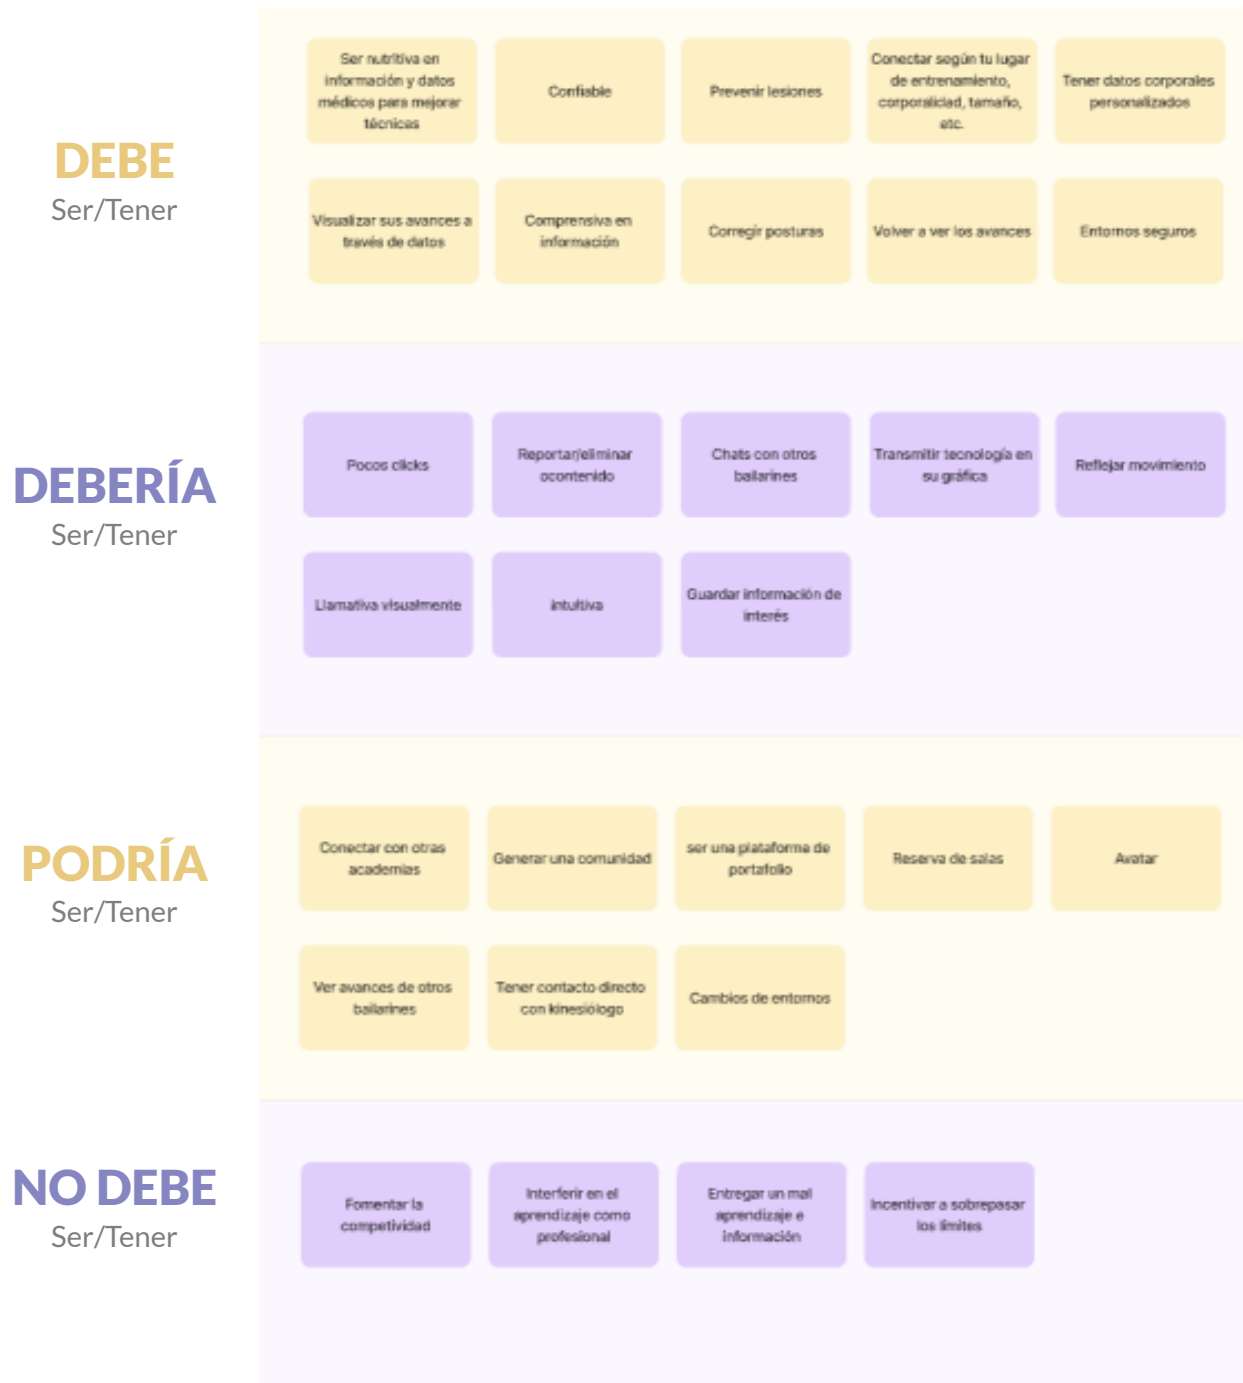 DEBE
Ser/Tener
Ser nutritiva en
información y datos
médicos para mejorar
técnicas
Confiable
Prevenir lesiones
Conectar según tu lugar
de entrenamiento,
corporalidad, tamaño,
etc.
Tener datos corporales
personalizados
Visualizar sus avances a
través de datos
Comprensiva en
información
Corregir posturas
Volver a ver los avances
Entornos seguros
DEBERÍA
Ser/Tener
Pocos clicks
Reportar/eliminar
ocontenido
Chats con otros
bailarines
Transmitir tecnología en
su gráfica
Reflejar movimiento
Llamativa visualmente
intuitiva
Guardar información de
interés
PODRÍA
Ser/Tener
Conectar con otras
academias
Generar una comunidad
ser una plataforma de
portafolio
Reserva de salas
Avatar
Ver avances de otros
bailarines
Tener contacto directo
con kinesiólogo
Cambios de entornos
NO DEBE
Ser/Tener
Fomentar la
competividad
Interferir en el
aprendizaje como
profesional
Entregar un mal
aprendizaje e
información
Incentivar a sobrepasar
los límites